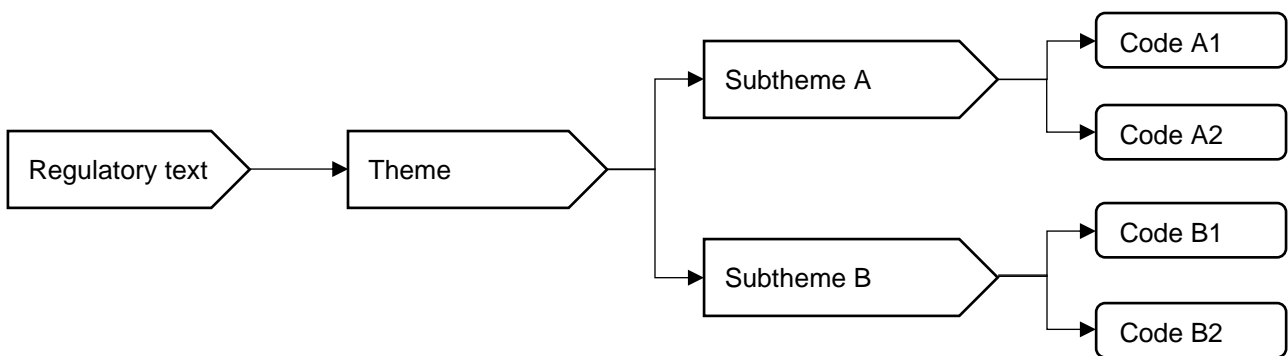 Regulatory text
Theme
Subtheme A
Code A1
Code A2
Subtheme B
Code B1
Code B2